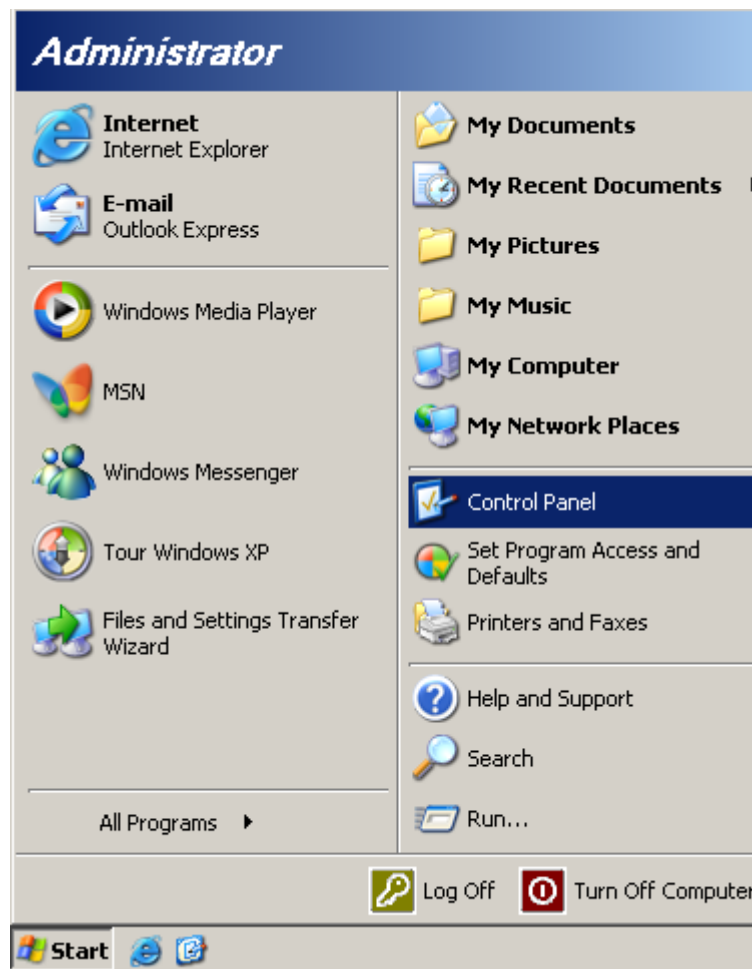 Administrator
Internet
Internet Explorer
E-mail
Outlook Express
Windows Media Player
MSN
Windows Messenger
Tour Windows XP
Files and Settings Transfer
Wizard
All Programs
My Documents
My Recent Documents
My Pictures
My Music
My Computer
My Network Places
Control Panel
Set Program Access and
Defaults
Printers and Faxes
Help and Support
Search
Run...
Log Off
Turn Off Computer
Start